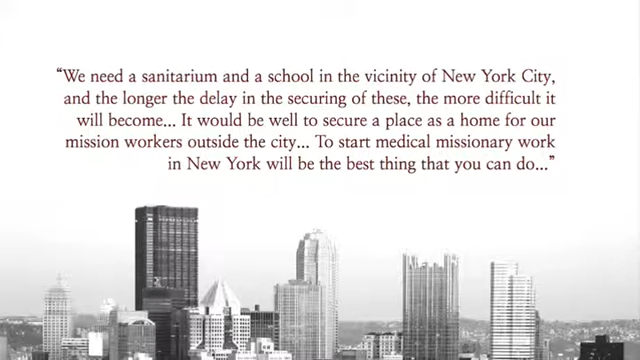 “We need a sanitarium and a school in the vicinity of New York City,
and the longer the delay in the securing of these, the more difficult it
will become... It would be well to secure a place as a home for our
mission workers outside the city... To start medical missionary work
in New York will be the best thing that you can do...”